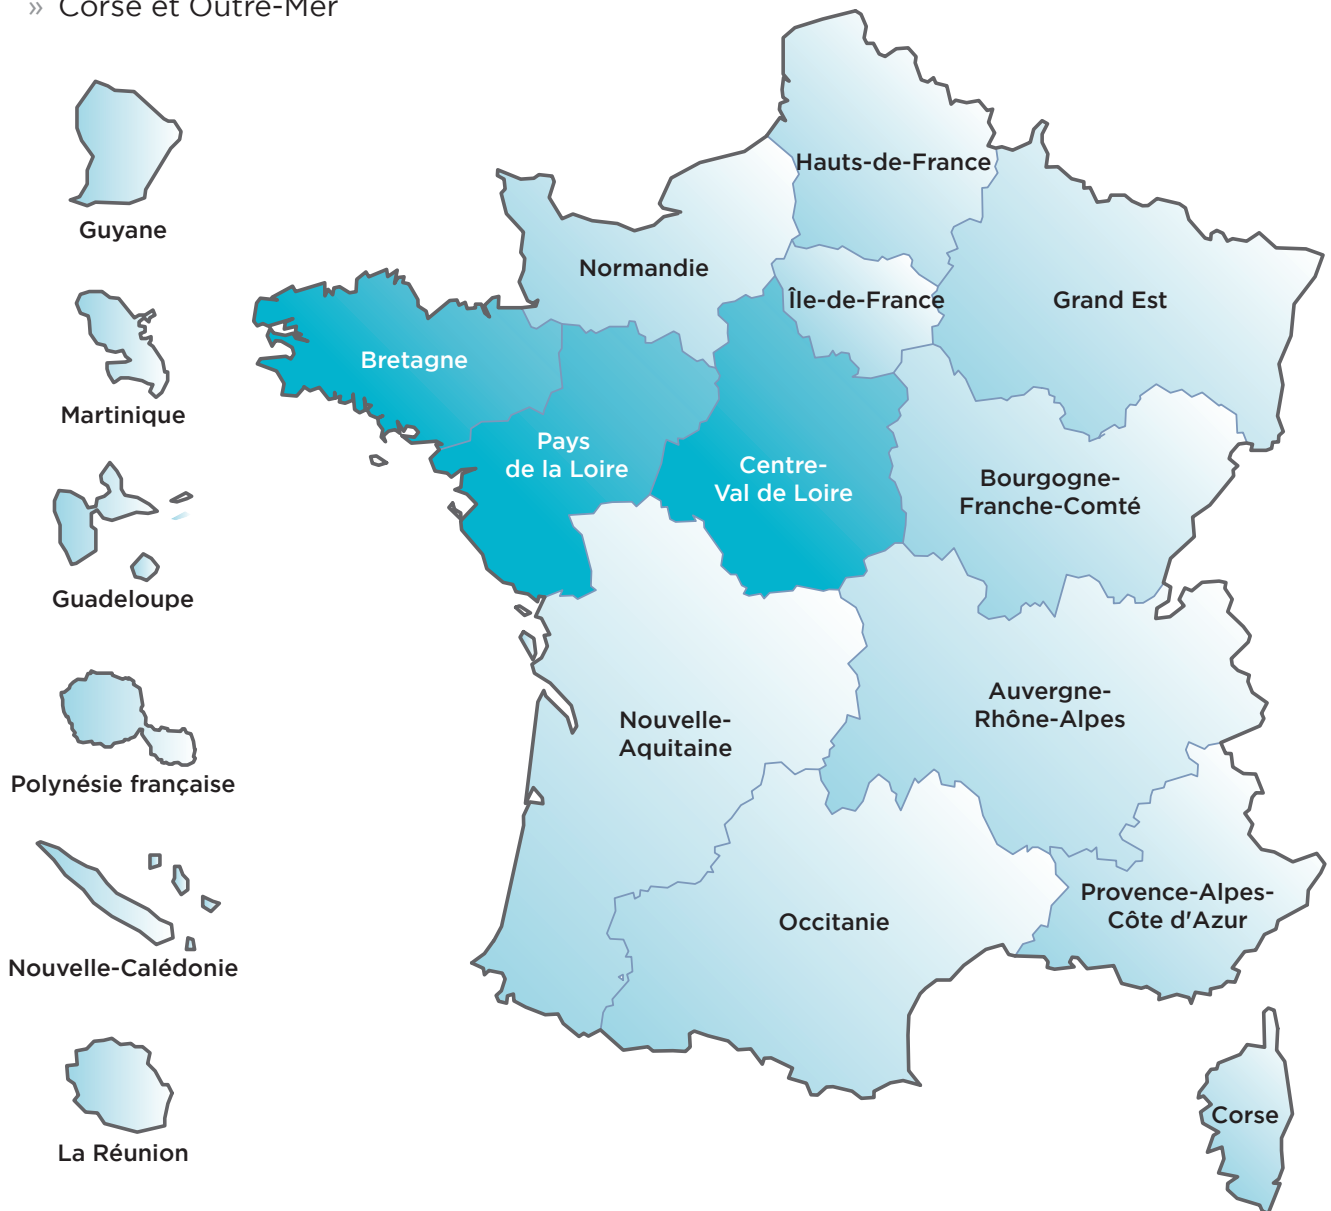 » Corse et Outre-Mer
Guyane
Martinique
Guadeloupe
Polynésie française
Nouvelle-Calédonie
La Réunion
Hauts-de-France
Normandie
Île-de-France
Grand Est
Bretagne
Pays
de la Loire
Centre-
Val de Loire
Bourgogne-
Franche-Comté
Auvergne-
Rhône-Alpes
Nouvelle-
Aquitaine
Occitanie
Provence-Alpes-
Côte d'Azur
Corse